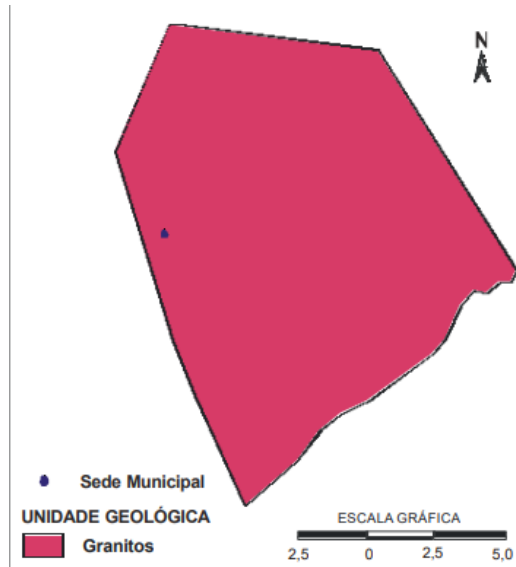 N
Sede Municipal
UNIDADE GEOLÓGICA
Granitos
ESCALA GRÁFICA
2,5 0 2,5 5,0